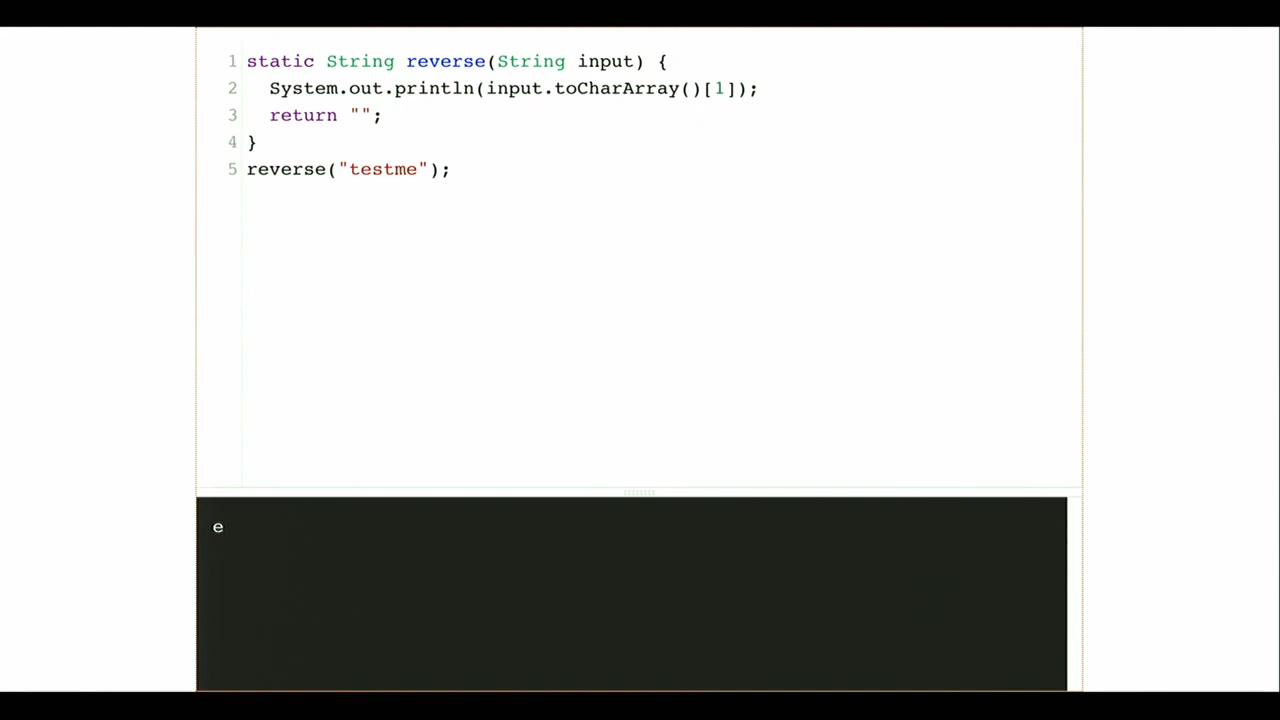 1 static String reverse(String input) {
2   System.out.println(input.toCharArray()[1]);
3   return "";
4 }
5 reverse("testme");
e